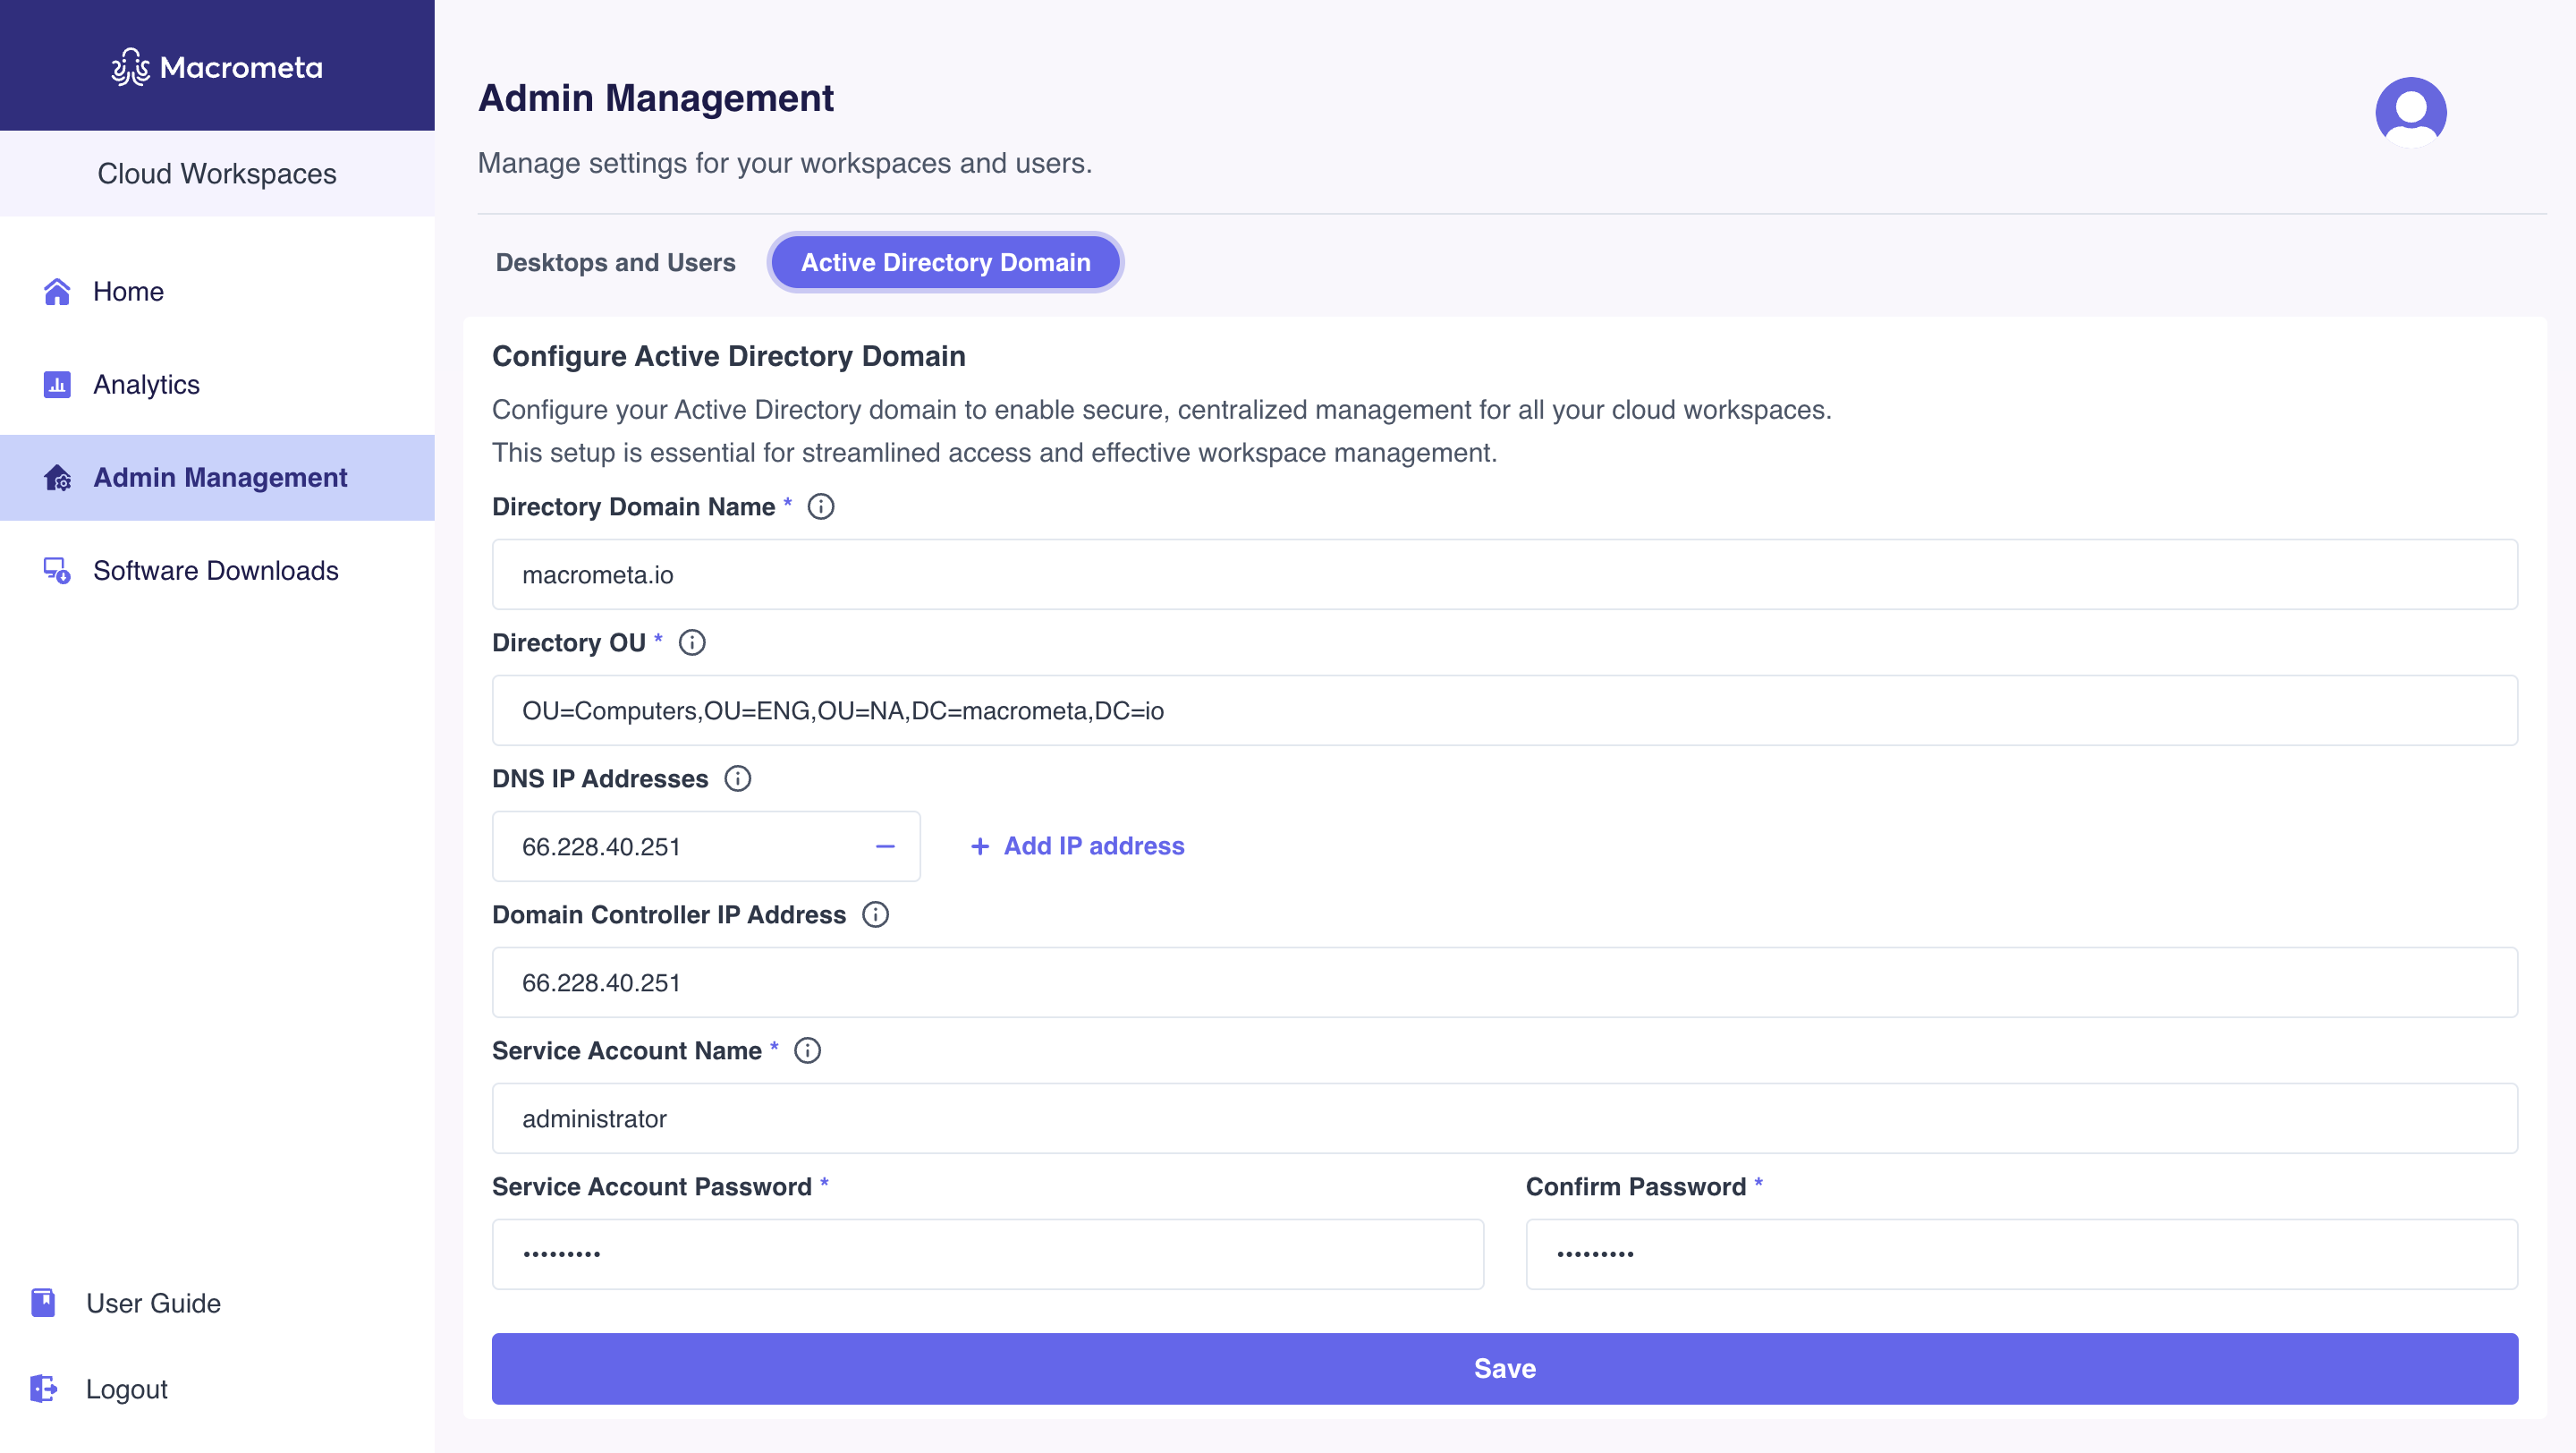 Macrometa
Cloud Workspaces
Home
Analytics
Admin Management
Software Downloads
User Guide
Logout
Admin Management
Manage settings for your workspaces and users.
Desktops and Users
Active Directory Domain
Configure Active Directory Domain
Configure your Active Directory domain to enable secure, centralized management for all your cloud workspaces.
This setup is essential for streamlined access and effective workspace management.
Directory Domain Name *
macrometa.io
Directory OU *
OU=Computers,OU=ENG,OU=NA,DC=macrometa,DC=io
DNS IP Addresses
66.228.40.251
+ Add IP address
Domain Controller IP Address
66.228.40.251
Service Account Name *
administrator
Service Account Password *
•••••••••
Confirm Password *
•••••••••
Save